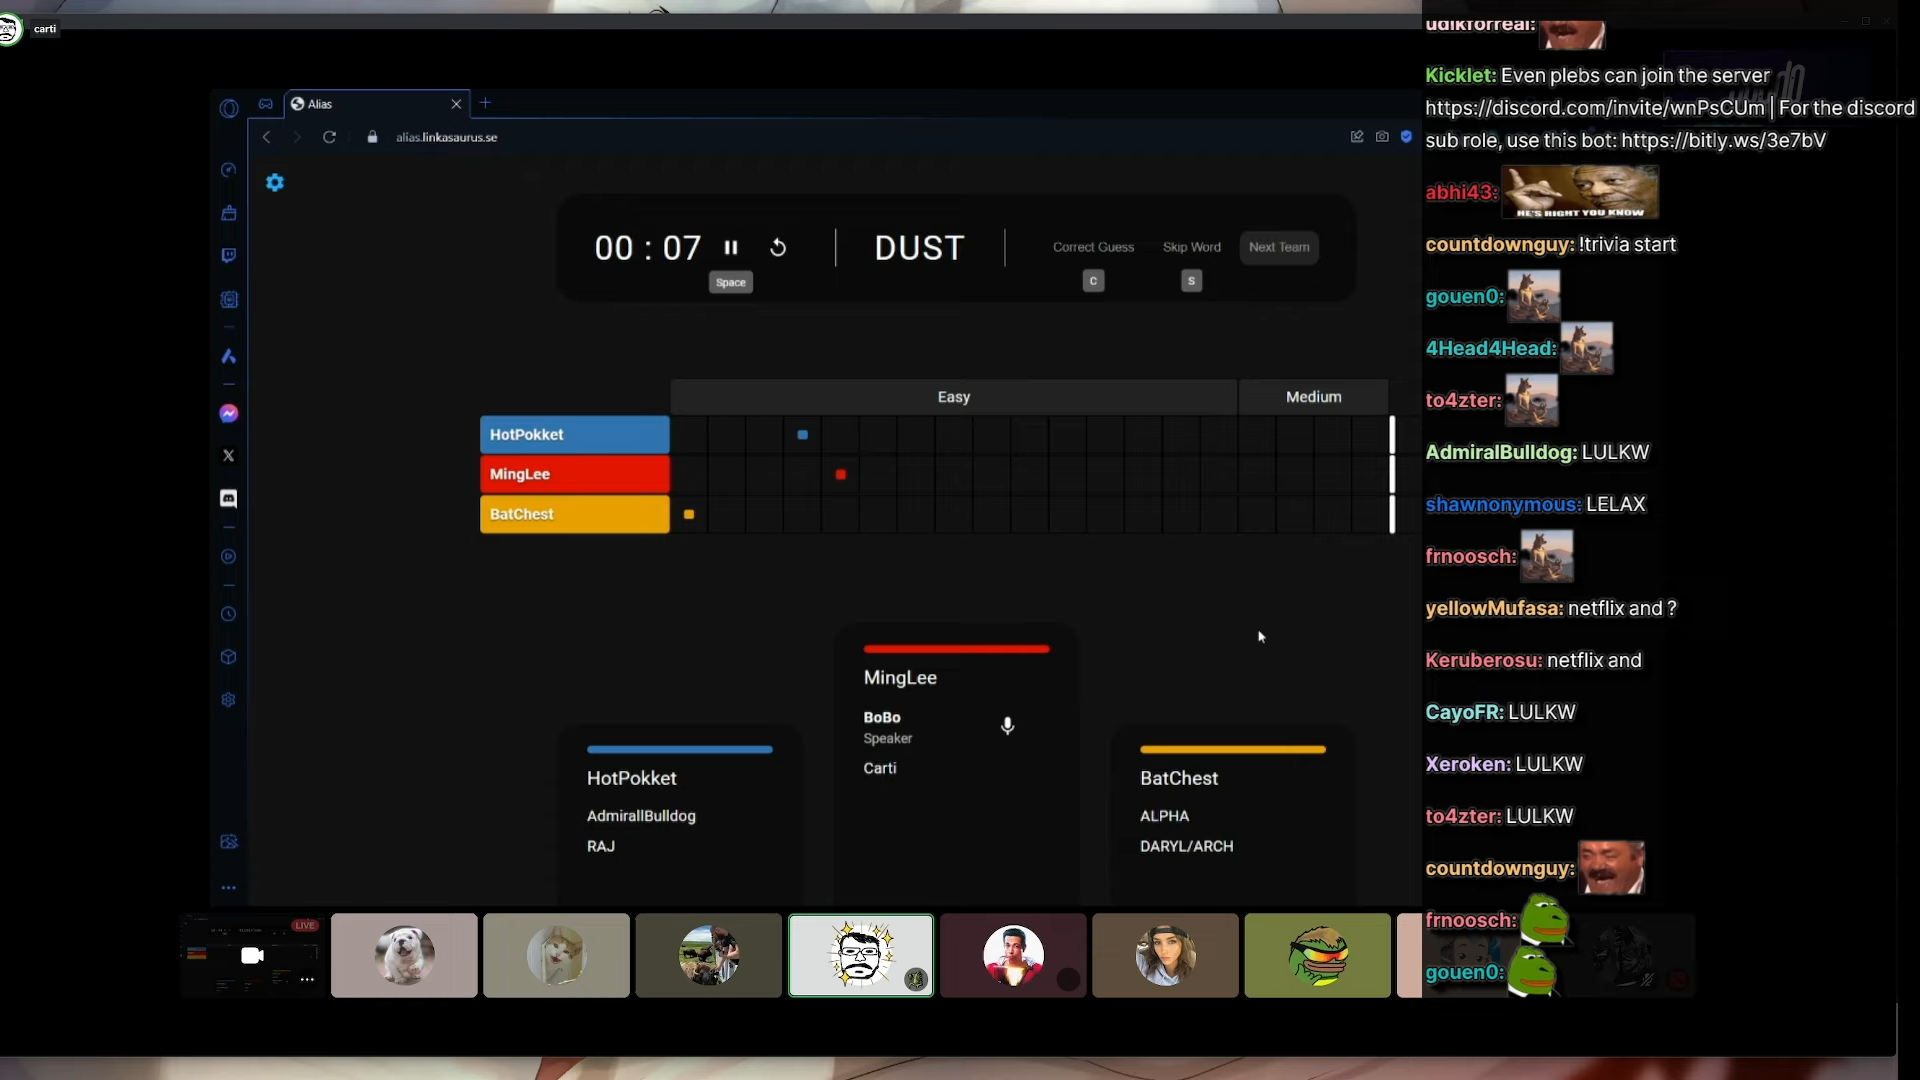 carti
Alias
alias.linkasaurus.se
00 : 07
Space
DUST
Correct Guess
C
Skip Word
S
Next Team
Easy
Medium
HotPokket
MingLee
BatChest
MingLee
BoBo
Speaker
Carti
HotPokket
AdmirallBulldog
RAJ
BatChest
ALPHA
DARYL/ARCH
LIVE
udikforreal:
Kicklet: Even plebs can join the server
https://discord.com/invite/wnPsCUm | For the discord
sub role, use this bot: https://bitly.ws/3e7bV
abhi43:
HE'S RIGHT YOU KNOW
countdownguy: !trivia start
gouen0:
4Head4Head:
to4zter:
AdmiralBulldog: LULKW
shawnonymous: LELAX
frnoosch:
yellowMufasa: netflix and ?
Keruberosu: netflix and
CayoFR: LULKW
Xeroken: LULKW
to4zter: LULKW
countdownguy:
frnoosch:
gouen0: